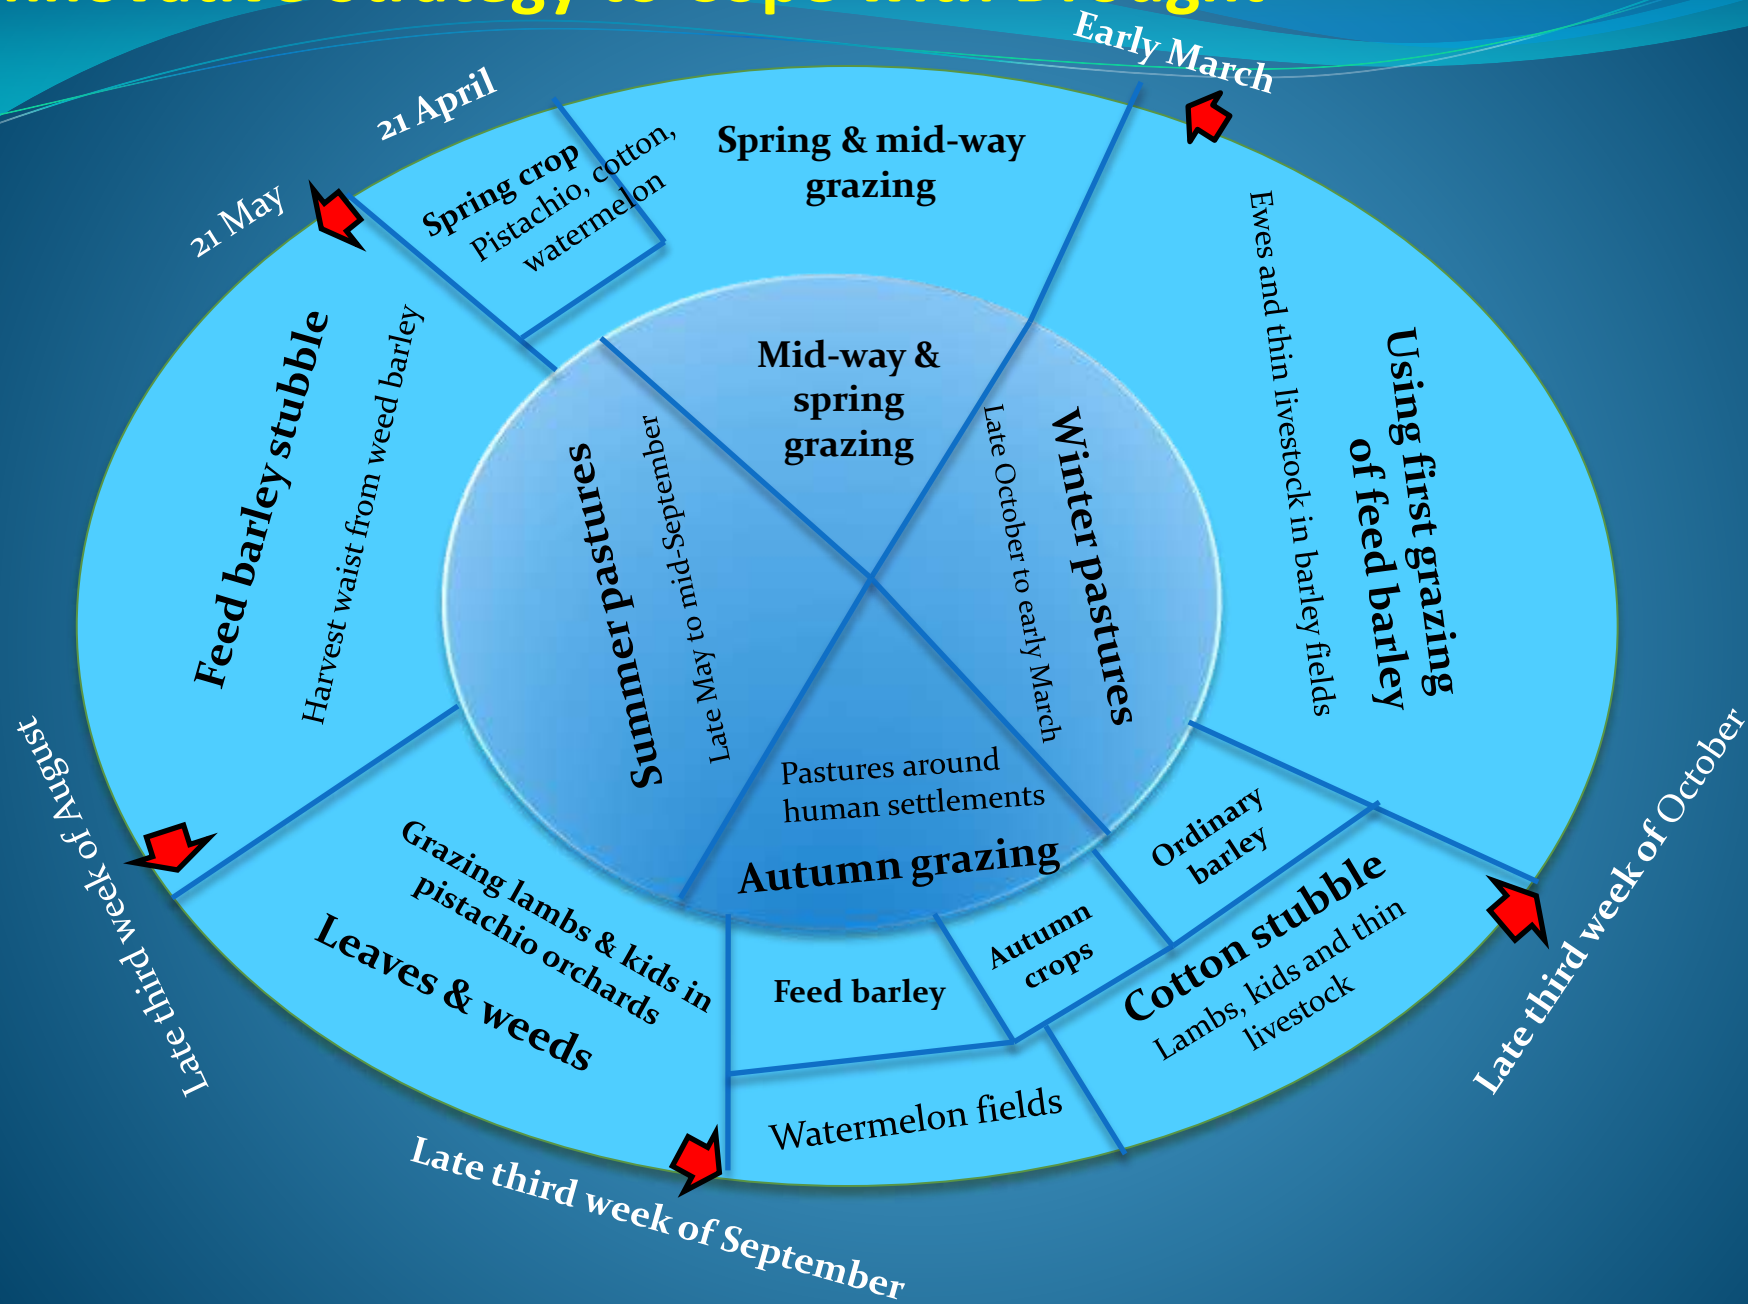 Strategy to cope with Drought
Early March
21 April
21 May
Spring crop
Pistachio, cotton,
watermelon
Spring & mid-way
grazing
Ewes and thin livestock in barley fields
Using first grazing
of feed barley
Feed barley stubble
Harvest waist from weed barley
Mid-way &
spring
grazing
Summer pastures
Late May to mid-September
Late October to early March
Winter pastures
Pastures around
human settlements
Autumn grazing
Late third week of August
Grazing lambs & kids in
pistachio orchards
Leaves & weeds
Feed barley
Autumn
crops
Ordinary
barley
Cotton stubble
Lambs, kids and thin
livestock
Watermelon fields
Late third week of October
Late third week of September